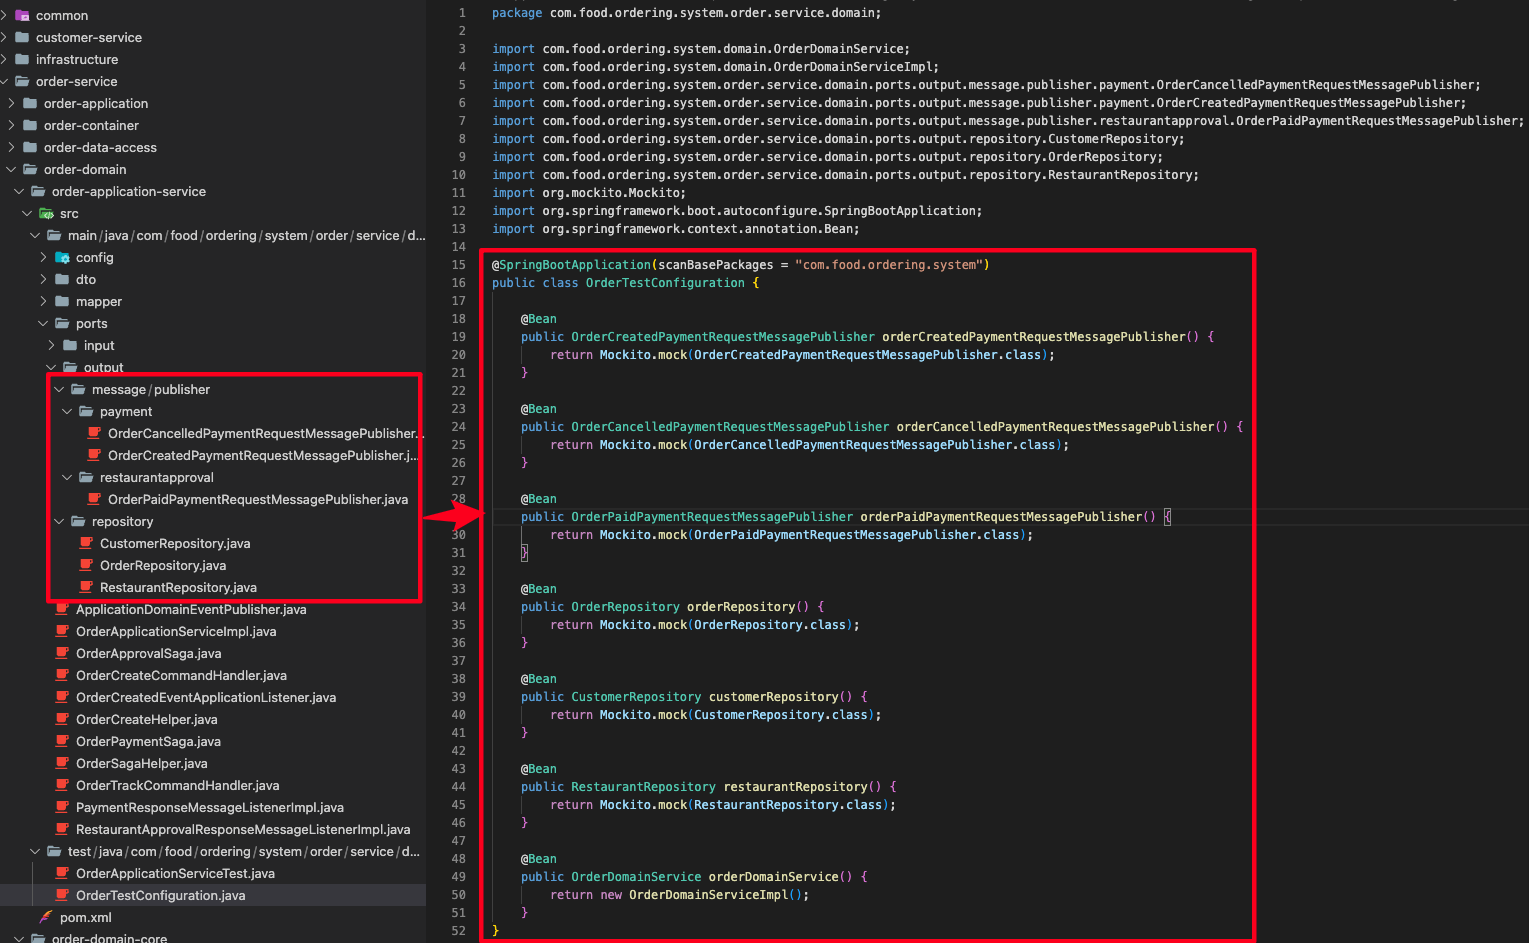 common
customer-service
infrastructure
order-service
order-application
order-container
order-data-access
order-domain
order-application-service
src
main/java/com/food/ordering/system/order/service/d...
config
dto
mapper
ports
input
output
message/publisher
payment
OrderCancelledPaymentRequestMessagePublisher...
OrderCreatedPaymentRequestMessagePublisher.j...
restaurantapproval
OrderPaidPaymentRequestMessagePublisher.java
repository
CustomerRepository.java
OrderRepository.java
RestaurantRepository.java
ApplicationDomainEventPublisher.java
OrderApplicationServiceImpl.java
OrderApprovalSaga.java
OrderCreateCommandHandler.java
OrderCreatedEventApplicationListener.java
OrderCreateHelper.java
OrderPaymentSaga.java
OrderSagaHelper.java
OrderTrackCommandHandler.java
PaymentResponseMessageListenerImpl.java
RestaurantApprovalResponseMessageListenerImpl.java
test/java/com/food/ordering/system/order/service/d...
OrderApplicationServiceTest.java
OrderTestConfiguration.java
pom.xml
order-domain-core
1 package com.food.ordering.system.order.service.domain;
2
3 import com.food.ordering.system.domain.OrderDomainService;
4 import com.food.ordering.system.domain.OrderDomainServiceImpl;
5 import com.food.ordering.system.order.service.domain.ports.output.message.publisher.payment.OrderCancelledPaymentRequestMessagePublisher;
6 import com.food.ordering.system.order.service.domain.ports.output.message.publisher.payment.OrderCreatedPaymentRequestMessagePublisher;
7 import com.food.ordering.system.order.service.domain.ports.output.message.publisher.restaurantapproval.OrderPaidPaymentRequestMessagePublisher;
8 import com.food.ordering.system.order.service.domain.ports.output.repository.CustomerRepository;
9 import com.food.ordering.system.order.service.domain.ports.output.repository.OrderRepository;
10 import com.food.ordering.system.order.service.domain.ports.output.repository.RestaurantRepository;
11 import org.mockito.Mockito;
12 import org.springframework.boot.autoconfigure.SpringBootApplication;
13 import org.springframework.context.annotation.Bean;
14
15 @SpringBootApplication(scanBasePackages = "com.food.ordering.system")
16 public class OrderTestConfiguration {
17
18 @Bean
19 public OrderCreatedPaymentRequestMessagePublisher orderCreatedPaymentRequestMessagePublisher() {
20 return Mockito.mock(OrderCreatedPaymentRequestMessagePublisher.class);
21 }
22
23 @Bean
24 public OrderCancelledPaymentRequestMessagePublisher orderCancelledPaymentRequestMessagePublisher() {
25 return Mockito.mock(OrderCancelledPaymentRequestMessagePublisher.class);
26 }
27
28 @Bean
public OrderPaidPaymentRequestMessagePublisher orderPaidPaymentRequestMessagePublisher() {
30 return Mockito.mock(OrderPaidPaymentRequestMessagePublisher.class);
31 }
32
33 @Bean
34 public OrderRepository orderRepository() {
35 return Mockito.mock(OrderRepository.class);
36 }
37
38 @Bean
39 public CustomerRepository customerRepository() {
40 return Mockito.mock(CustomerRepository.class);
41 }
42
43 @Bean
44 public RestaurantRepository restaurantRepository() {
45 return Mockito.mock(RestaurantRepository.class);
46 }
47
48 @Bean
49 public OrderDomainService orderDomainService() {
50 return new OrderDomainServiceImpl();
51 }
52 }